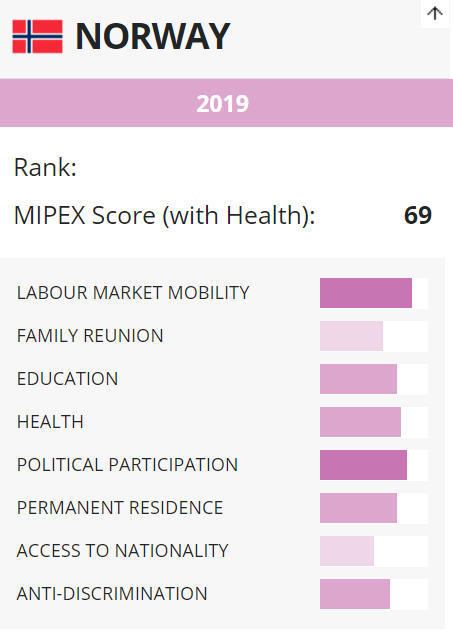 NORWAY
2019
Rank:
MIPEX Score (with Health): 69
LABOUR MARKET MOBILITY
FAMILY REUNION
EDUCATION
HEALTH
POLITICAL PARTICIPATION
PERMANENT RESIDENCE
ACCESS TO NATIONALITY
ANTI-DISCRIMINATION